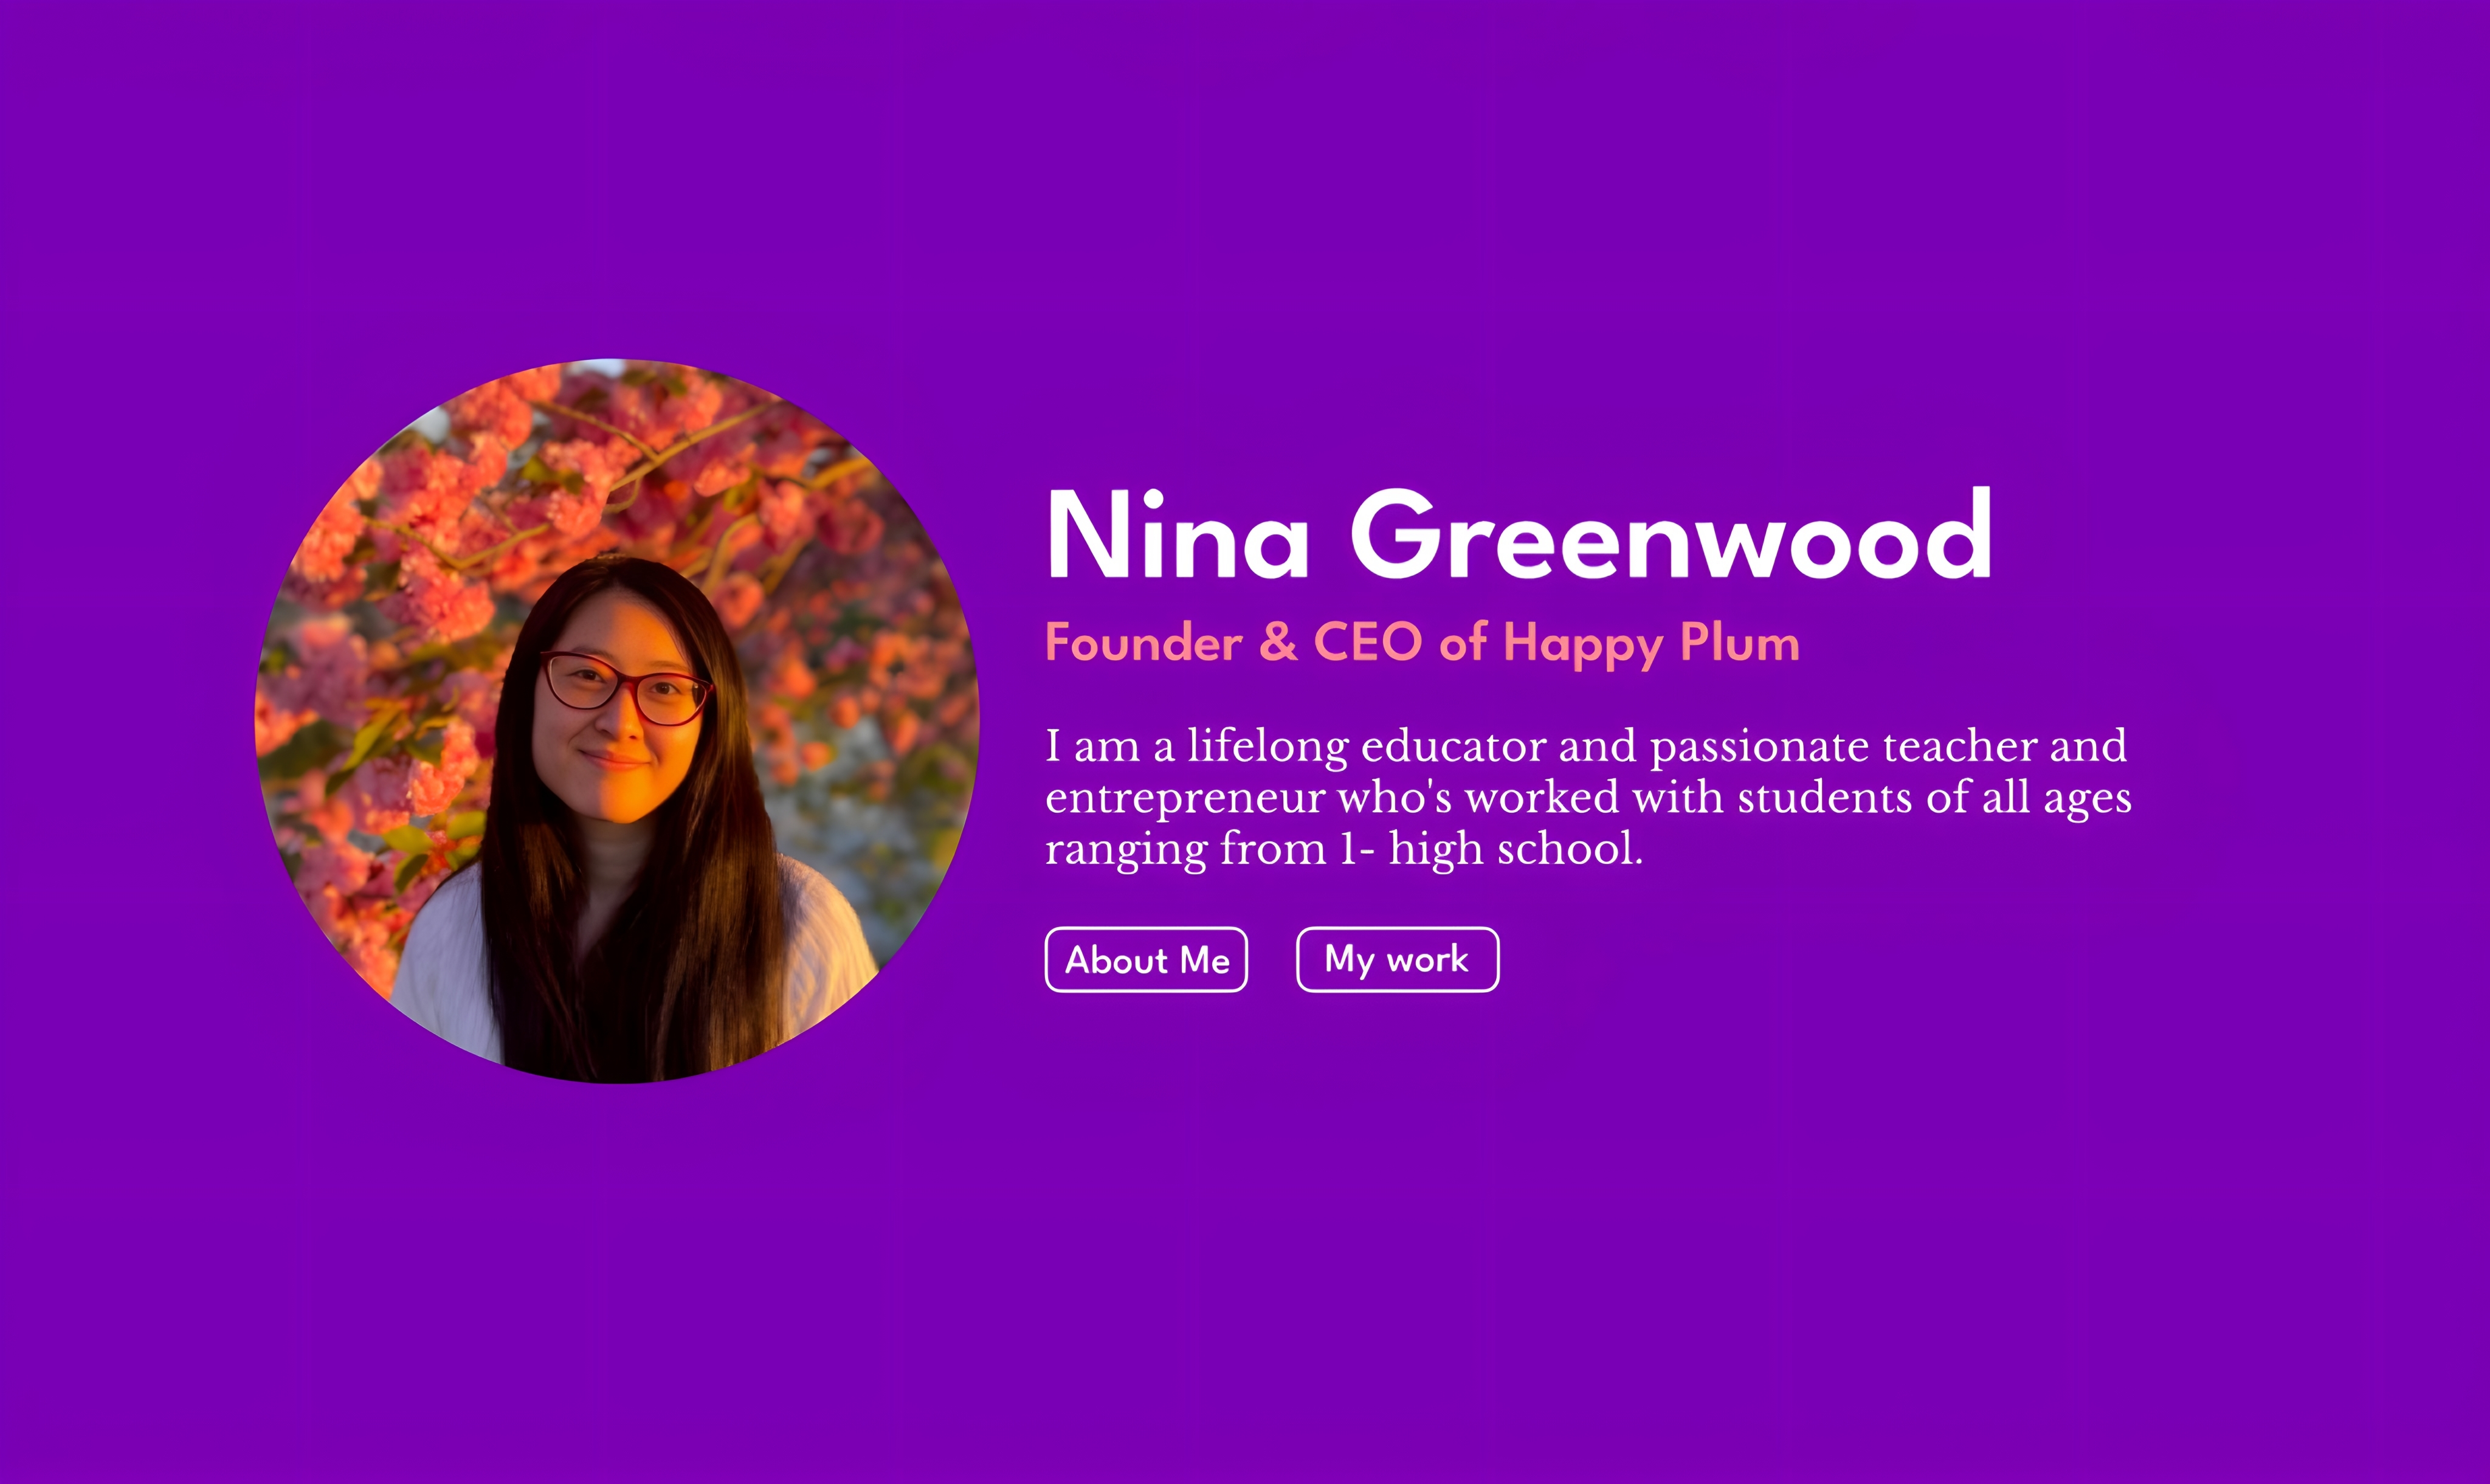 Nina Greenwood
Founder & CEO of Happy Plum
I am a lifelong educator and passionate teacher and
entrepreneur who's worked with students of all ages
ranging from 1- high school.
About Me
My work